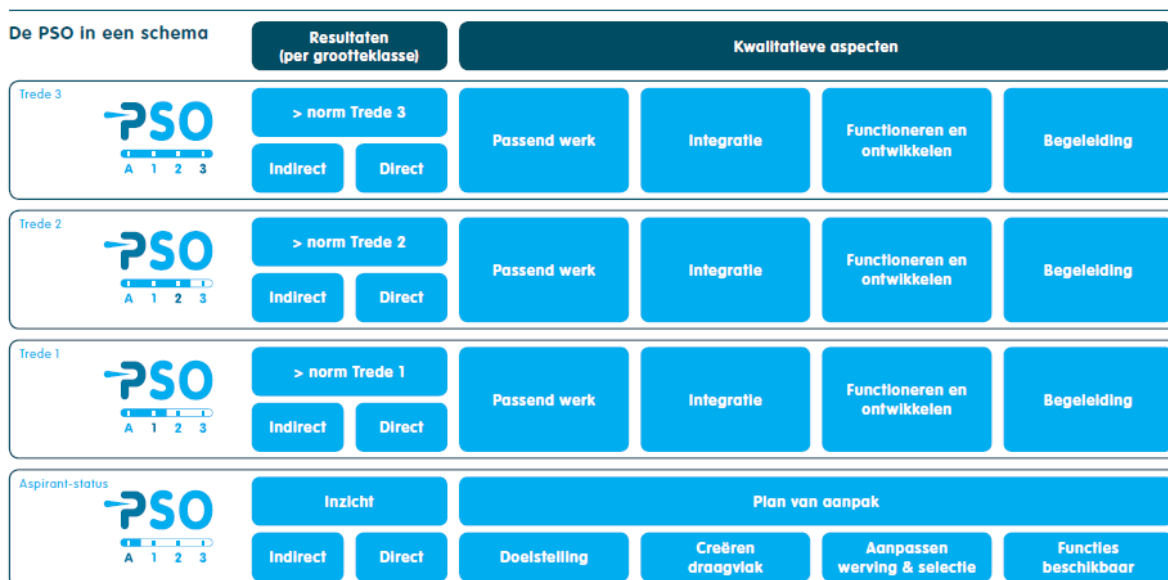 De PSO in een schema
Resultaten
(per grootteklasse)
Kwalitatieve aspecten
Trede 3
PSO
A 1 2 3
> norm Trede 3
Indirect
Direct
Passend werk
Integratie
Functioneren en
ontwikkelen
Begeleiding
Trede 2
PSO
A 1 2 3
> norm Trede 2
Indirect
Direct
Passend werk
Integratie
Functioneren en
ontwikkelen
Begeleiding
Trede 1
PSO
A 1 2 3
> norm Trede 1
Indirect
Direct
Passend werk
Integratie
Functioneren en
ontwikkelen
Begeleiding
Aspirant-status
PSO
A 1 2 3
Inzicht
Indirect
Direct
Plan van aanpak
Doelstelling
Creëren
draagvlak
Aanpassen
werving & selectie
Functies
beschikbaar